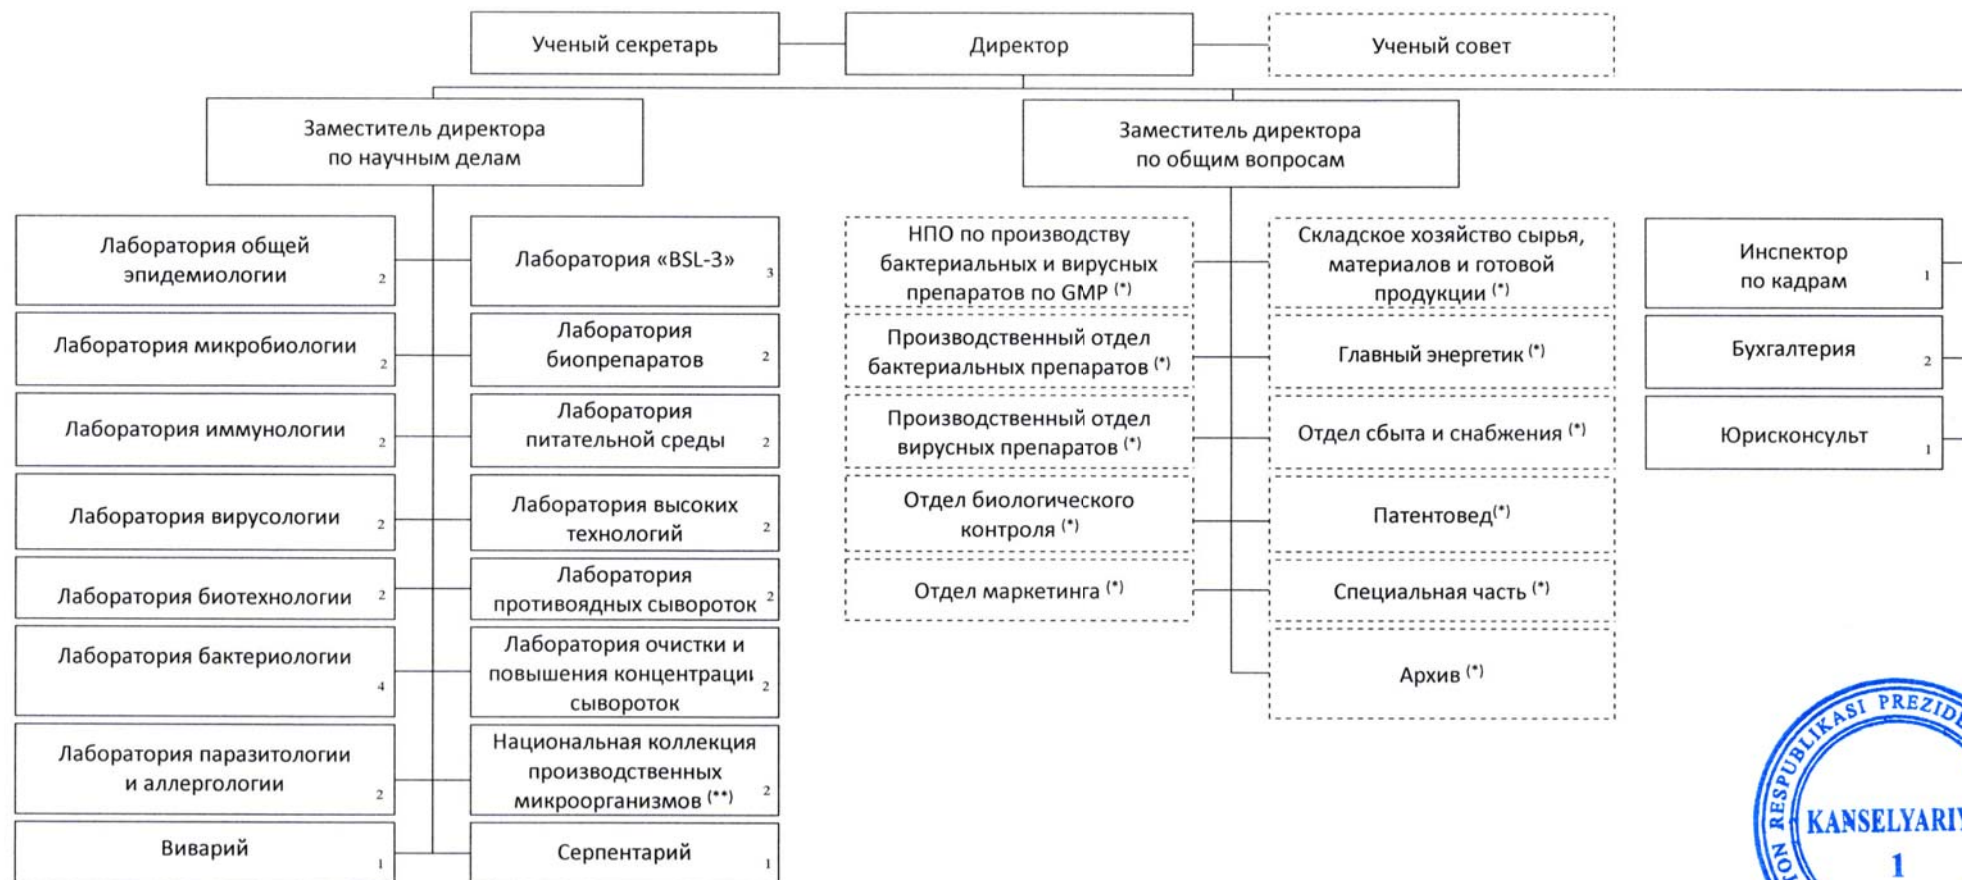 Ученый секретарь
Директор
Ученый совет
Заместитель директора
по научным делам
Заместитель директора
по общим вопросам
Лаборатория общей
эпидемиологии 2
Лаборатория «BSL-3» 3
Лаборатория микробиологии 2
Лаборатория
биопрепаратов 2
Лаборатория иммунологии 2
Лаборатория
питательной среды 2
Лаборатория вирусологии 2
Лаборатория высоких
технологий 2
Лаборатория биотехнологии 2
Лаборатория
противоядных сывороток 2
Лаборатория бактериологии
4
Лаборатория очистки и
повышения концентраци 2
сывороток
Лаборатория паразитологии
и аллергологии 2
Национальная коллекция
производственных
микроорганизмов (**) 2
Виварий 1
Серпентарий 1
НПО по производству
бактериальных и вирусных
препаратов по GMP (*)
Складское хозяйство сырья,
материалов и готовой
продукции (*)
Производственный отдел
бактериальных препаратов (*)
Главный энергетик (*)
Производственный отдел
вирусных препаратов (*)
Отдел сбыта и снабжения (*)
Отдел биологического
контроля (*)
Патентовед(*)
Отдел маркетинга (*)
Специальная часть (*)
Архив (*)
Инспектор
по кадрам 1
Бухгалтерия 2
Юрисконсульт 1
RESPUBLIKASI
KANSELYARIY
1